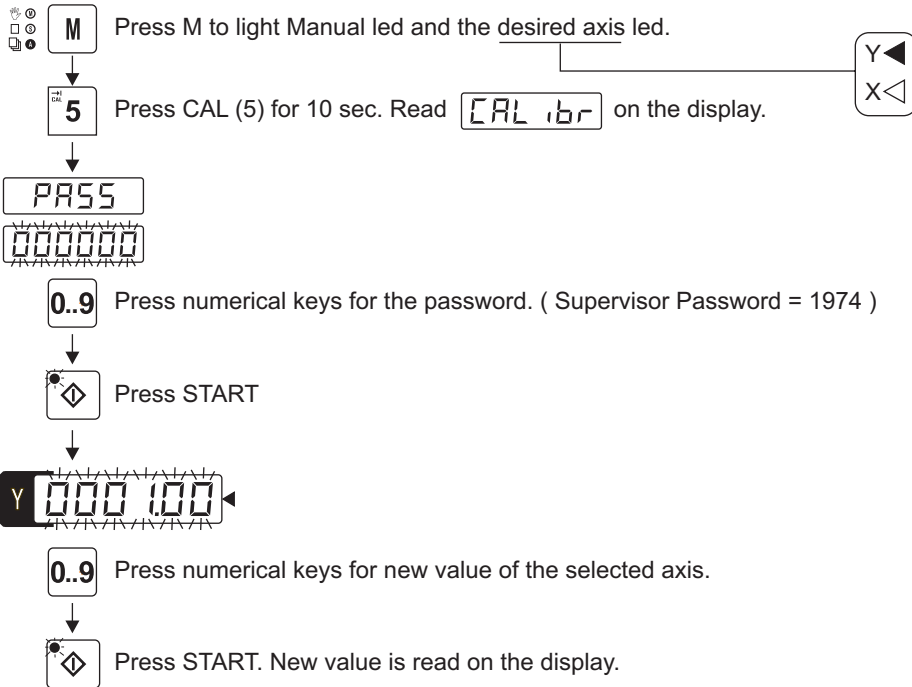 M Press M to light Manual led and the desired axis led.
Y
X
CAL
5 Press CAL (5) for 10 sec. Read CALibr on the display.
PASS
000000
0..9 Press numerical keys for the password. ( Supervisor Password = 1974 )
Press START
Y 0001.00
0..9 Press numerical keys for new value of the selected axis.
Press START. New value is read on the display.